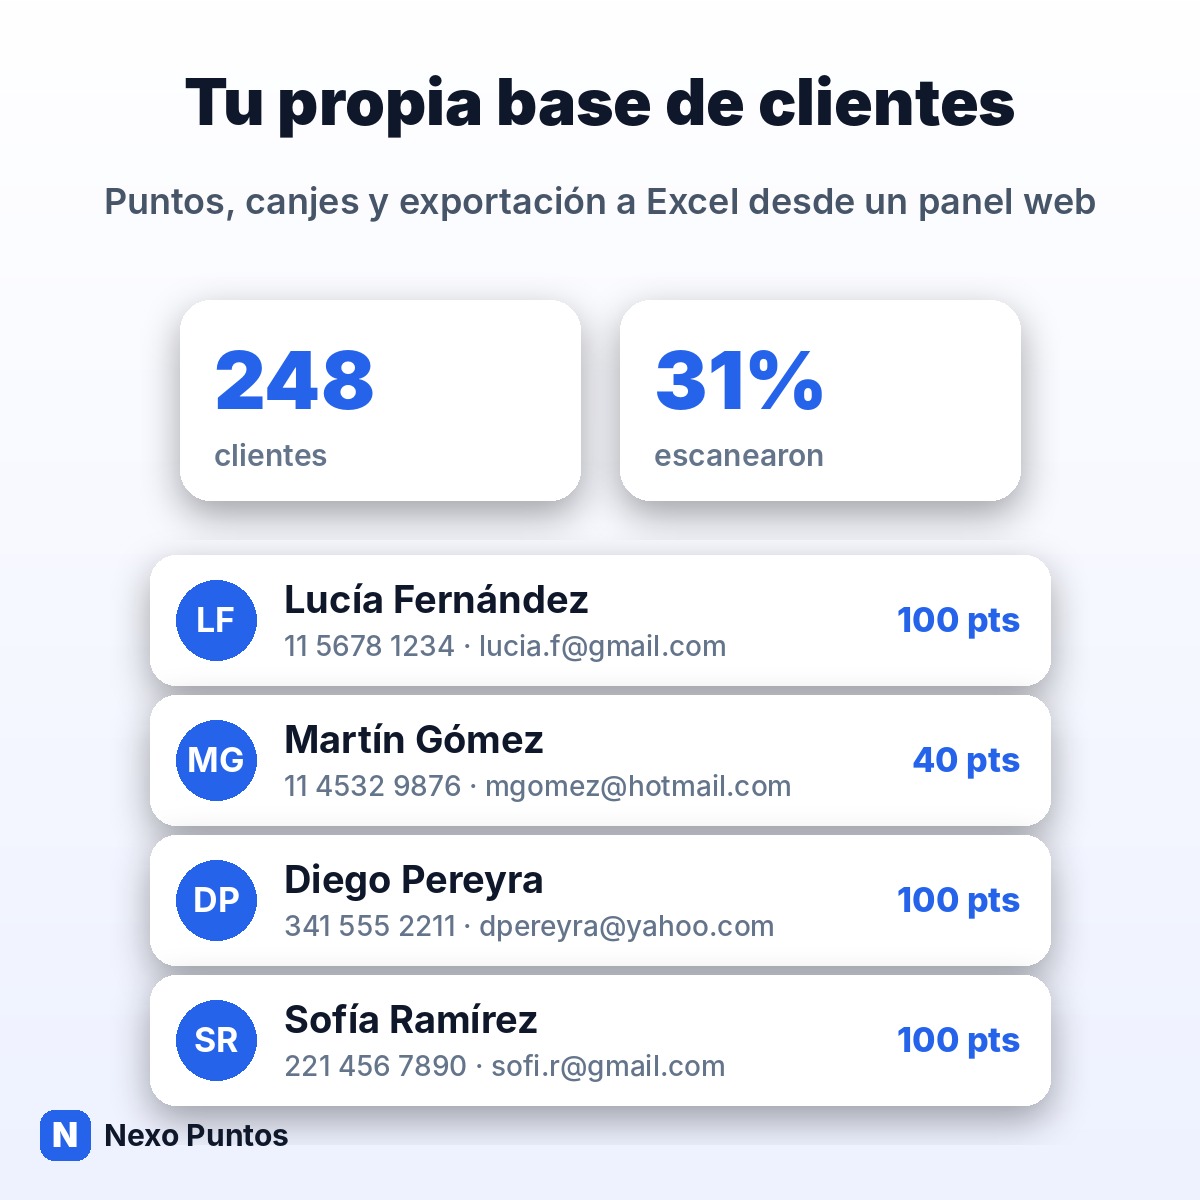 Tu propia base de clientes
Puntos, canjes y exportación a Excel desde un panel web
248
clientes
31%
escanearon
LF
Lucía Fernández
11 5678 1234 · lucia.f@gmail.com
100 pts
MG
Martín Gómez
11 4532 9876 · mgomez@hotmail.com
40 pts
DP
Diego Pereyra
341 555 2211 · dpereyra@yahoo.com
100 pts
SR
Sofía Ramírez
221 456 7890 · sofi.r@gmail.com
100 pts
N Nexo Puntos